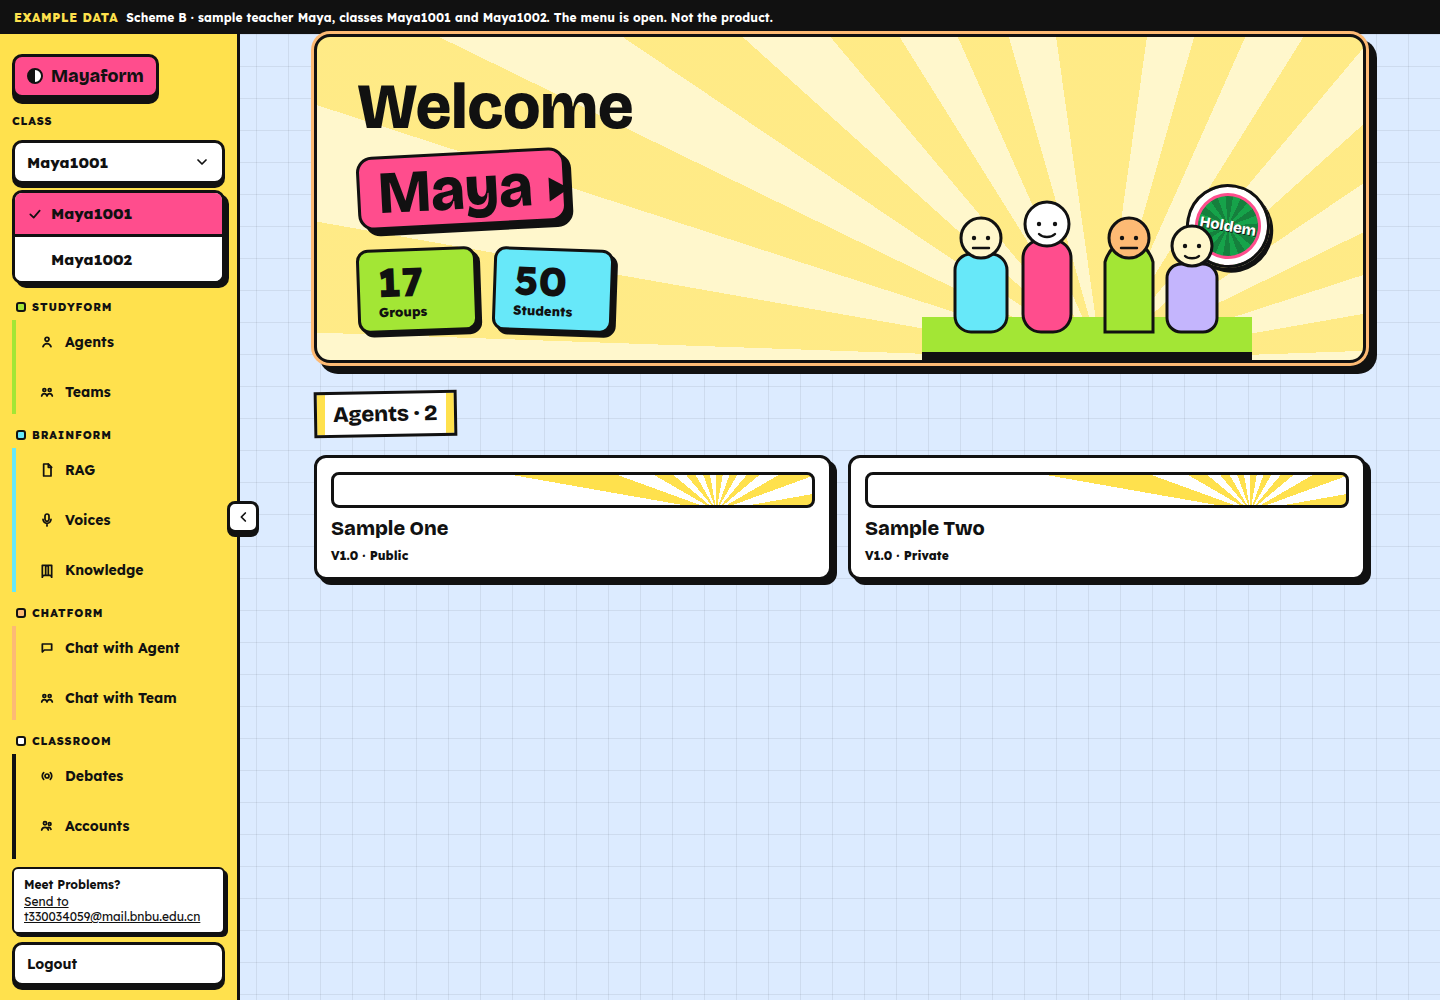 EXAMPLE DATA Scheme B · sample teacher Maya, classes Maya1001 and Maya1002. The menu is open. Not the product.
Mayaform
CLASS
Maya1001
Maya1001
Maya1002
STUDYFORM
Agents
Teams
BRAINFORM
RAG
Voices
Knowledge
CHATFORM
Chat with Agent
Chat with Team
CLASSROOM
Debates
Accounts
Meet Problems?
Send to
t330034059@mail.bnbu.edu.cn
Logout
Welcome
Maya
17
Groups
50
Students
Holdem
Agents · 2
Sample One
V1.0 · Public
Sample Two
V1.0 · Private